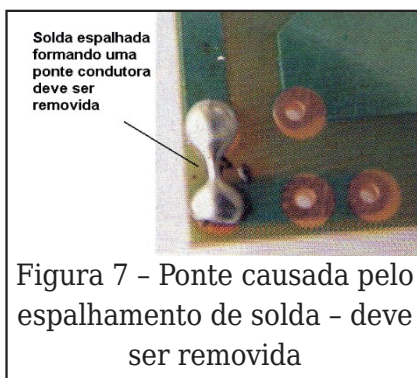 Solda espalhada
formando uma
ponte condutora
deve ser
removida
Figura 7 – Ponte causada pelo
espalhamento de solda – deve
ser removida